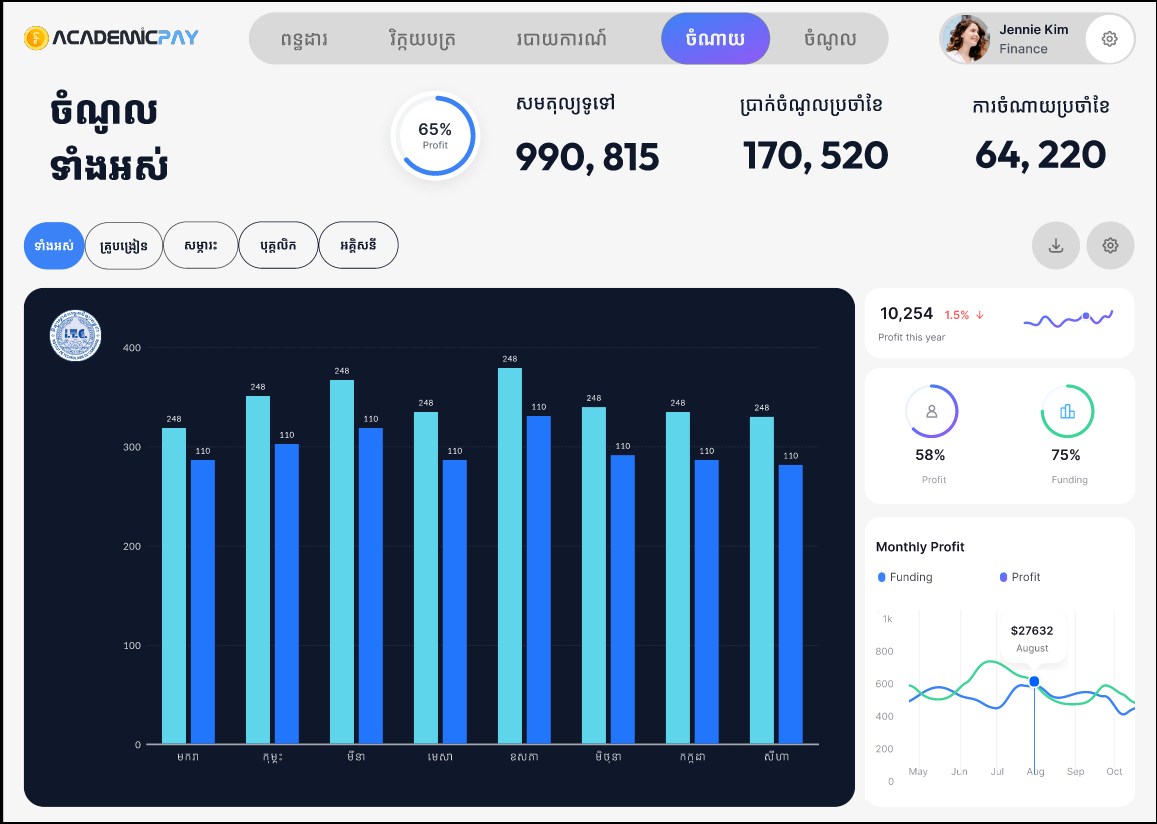 ACADEMICPAY
ពន្ធដារ
វិក្កយបត្រ
របាយការណ៍
ចំណាយ
ចំណូល
Jennie Kim
Finance
ចំណូល
ទាំងអស់
65%
Profit
សមតុល្យទូទៅ
990, 815
ប្រាក់ចំណូលប្រចាំខែ
170, 520
ការចំណាយប្រចាំខែ
64, 220
ទាំងអស់
គ្រូបង្រៀន
សម្ភារះ
បុគ្គលិក
អគ្គិសនី
I.T.C.
400
300
200
100
0
248
110
248
110
248
110
248
110
248
110
248
110
248
110
248
110
មករា
កុម្ភះ
មីនា
មេសា
ឧសភា
មិថុនា
កក្កដា
សីហា
10,254
1.5% ↓
Profit this year
58%
Profit
75%
Funding
Monthly Profit
Funding
Profit
1k
800
600
400
200
0
$27632
August
May
Jun
Jul
Aug
Sep
Oct